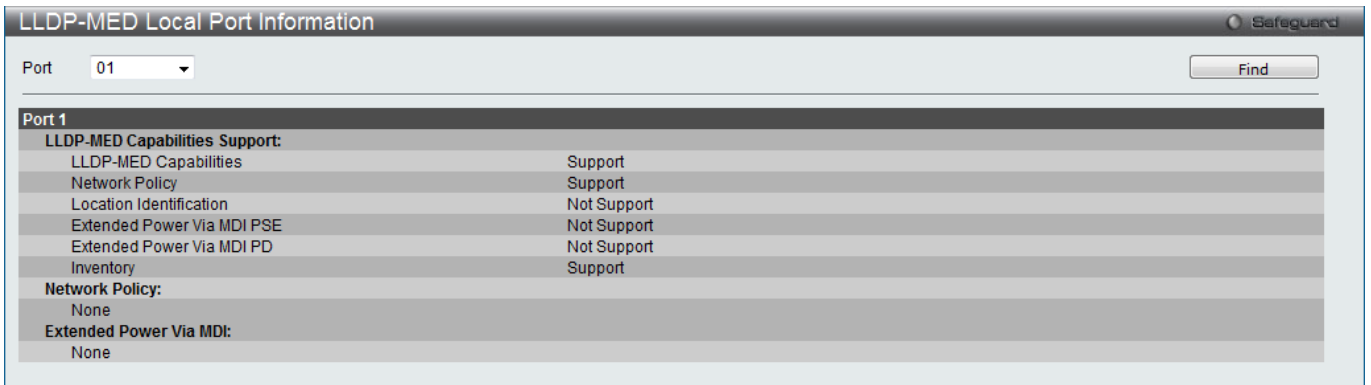 LLDP-MED Local Port Information Safeguard
Port 01 Find
Port 1
LLDP-MED Capabilities Support:
LLDP-MED Capabilities Support
Network Policy Support
Location Identification Not Support
Extended Power Via MDI PSE Not Support
Extended Power Via MDI PD Not Support
Inventory Support
Network Policy:
None
Extended Power Via MDI:
None